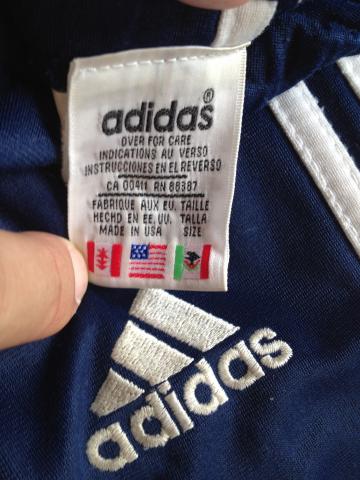 adidas®
OVER FOR CARE
INDICATIONS AU VERSO
INSTRUCCIONES EN EL REVERSO
CA 00411 RN 88387
FABRIQUE AUX EU. TAILLE
HECHO EN EE. UU. TALLA
MADE IN USA SIZE
adidas